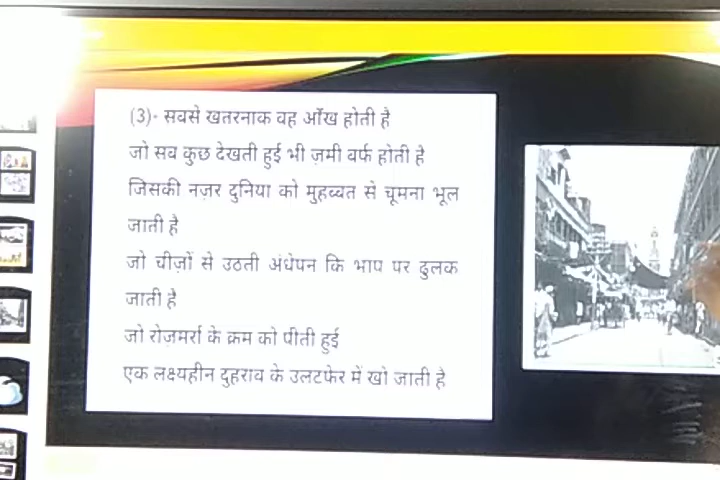 (3)- सबसे खतरनाक वह आँख होती है
जो सब कुछ देखती हुई भी ज़मी बर्फ होती है
जिसकी नज़र दुनिया को मुहब्बत से चूमना भूल
जाती है
जो चीज़ों से उठती अंधेपन कि भाप पर ढुलक
जाती है
जो रोज़मर्रा के क्रम को पीती हुई
एक लक्ष्यहीन दुहराव के उलटफेर में खो जाती है